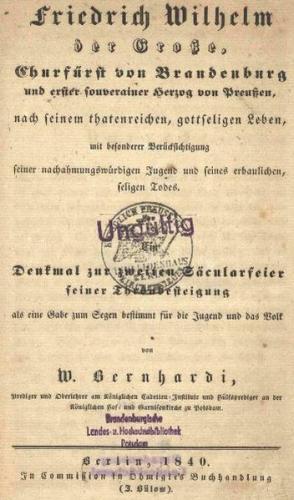 Friedrich Wilhelm
der Große,
Churfürst von Brandenburg
und erster souverainer Herzog von Preußen,
nach seinem thatenreichen, gottseligen Leben,
mit besonderer Berücksichtigung
seiner nachahmungswürdigen Jugend und seines erbaulichen,
seligen Todes.
Ungültig
Ein
Denkmal zur zweiten Säcularfeier
seiner Thronbesteigung
als eine Gabe zum Segen bestimmt für die Jugend und das Volk
von
W. Bernhardi,
Prediger und Oberlehrer am Königlichen Cadetten-Institute und Hülfsprediger an der
Königlichen Hof- und Garnisonkirche zu Potsdam.
Brandenburgische
Landes- u. Hochschulbibliothek
Potsdam
Berlin, 1840.
In Commission in Oehmigke's Buchhandlung
(J. Bülow).